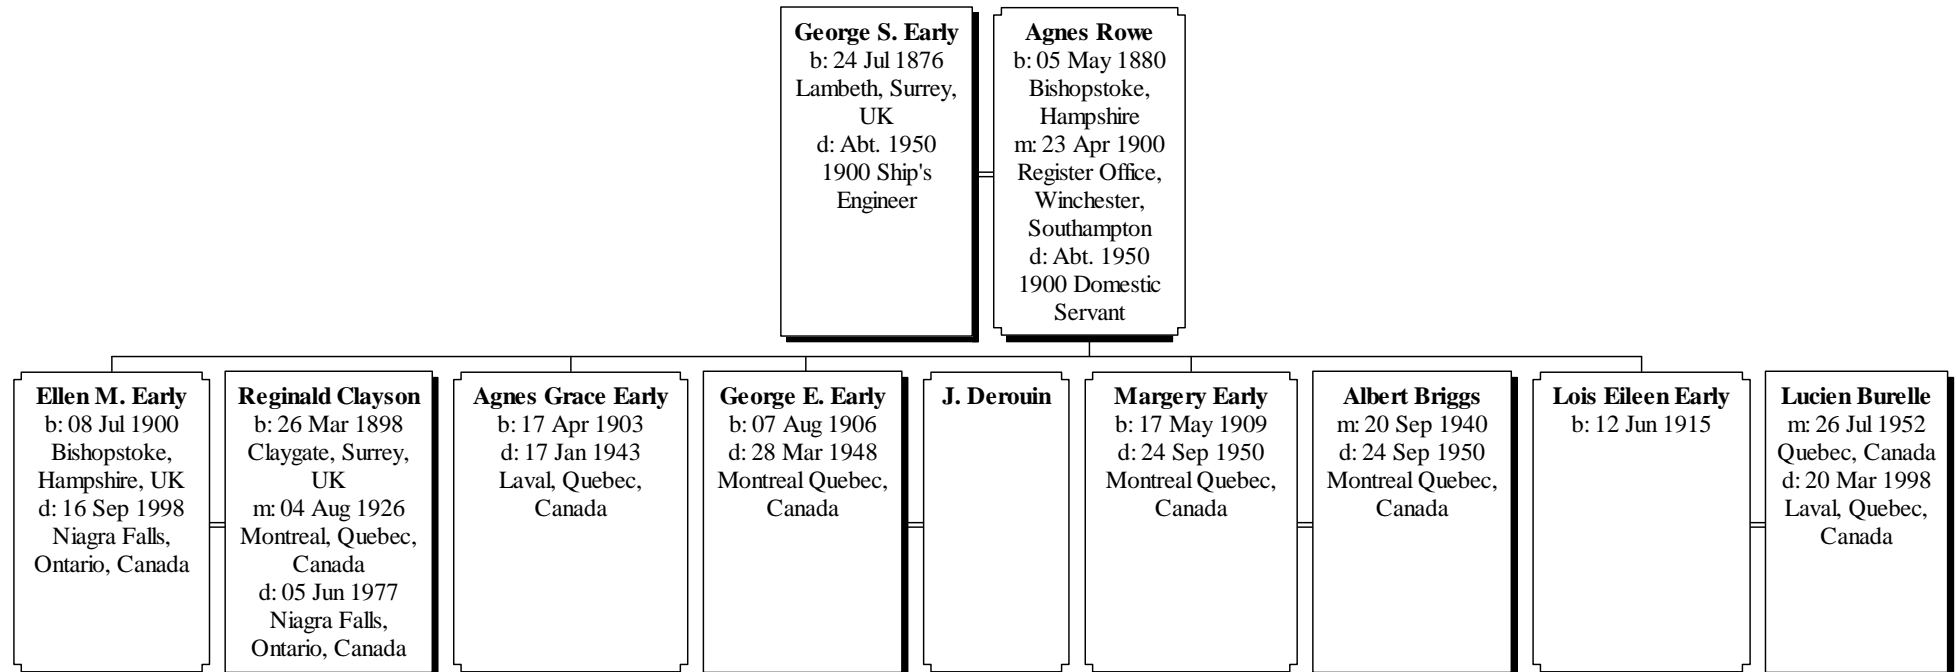 George S. Early
b: 24 Jul 1876
Lambeth, Surrey,
UK
d: Abt. 1950
1900 Ship's
Engineer
Agnes Rowe
b: 05 May 1880
Bishopstoke,
Hampshire
m: 23 Apr 1900
Register Office,
Winchester,
Southampton
d: Abt. 1950
1900 Domestic
Servant
Ellen M. Early
b: 08 Jul 1900
Bishopstoke,
Hampshire, UK
d: 16 Sep 1998
Niagra Falls,
Ontario, Canada
Reginald Clayson
b: 26 Mar 1898
Claygate, Surrey,
UK
m: 04 Aug 1926
Montreal, Quebec,
Canada
d: 05 Jun 1977
Niagra Falls,
Ontario, Canada
Agnes Grace Early
b: 17 Apr 1903
d: 17 Jan 1943
Laval, Quebec,
Canada
George E. Early
b: 07 Aug 1906
d: 28 Mar 1948
Montreal Quebec,
Canada
J. Derouin
Margery Early
b: 17 May 1909
d: 24 Sep 1950
Montreal Quebec,
Canada
Albert Briggs
m: 20 Sep 1940
d: 24 Sep 1950
Montreal Quebec,
Canada
Lois Eileen Early
b: 12 Jun 1915
Lucien Burelle
m: 26 Jul 1952
Quebec, Canada
d: 20 Mar 1998
Laval, Quebec,
Canada